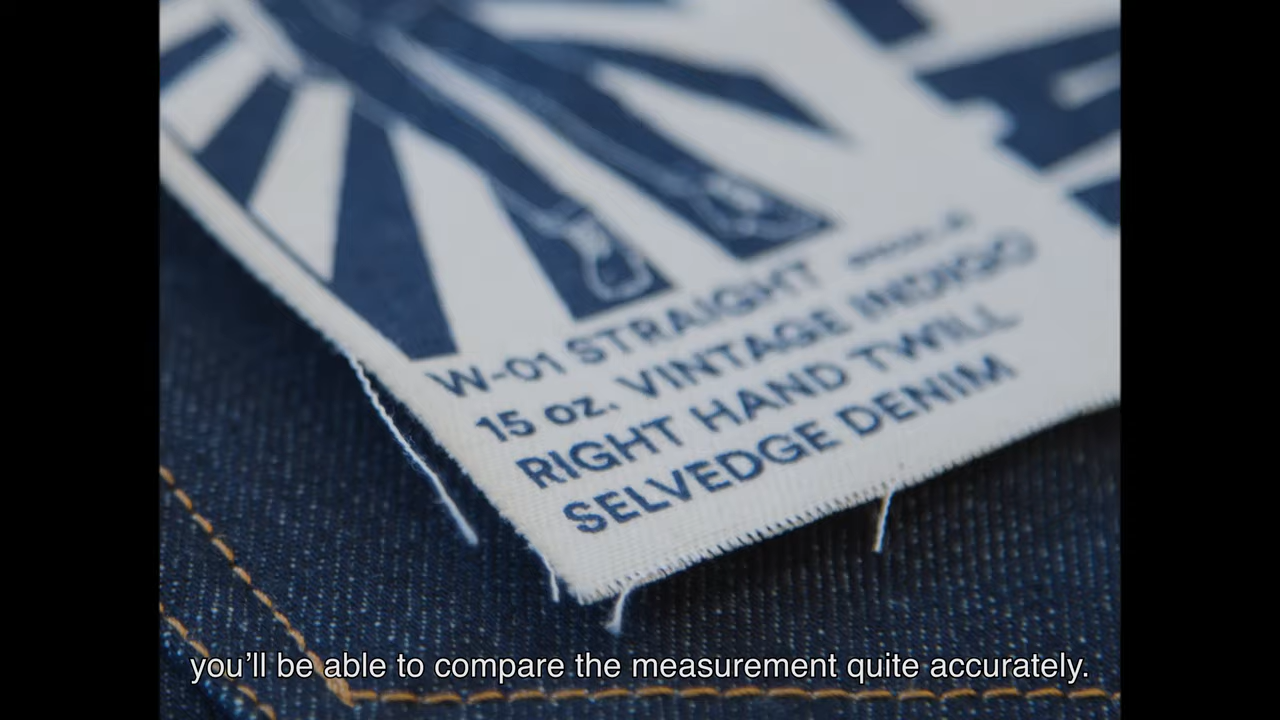 W-01 STRAIGHT
15 oz. VINTAGE INDIGO
RIGHT HAND TWILL
SELVEDGE DENIM
you’ll be able to compare the measurement quite accurately.